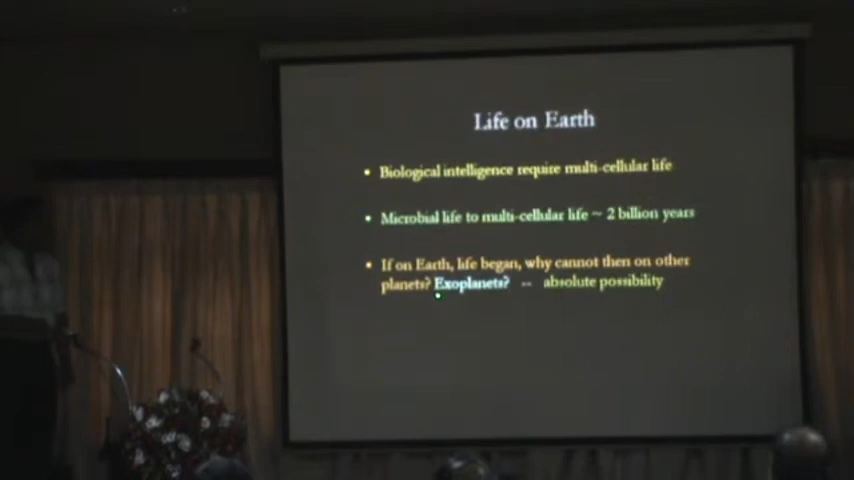 Life on Earth
• Biological intelligence require multi-cellular life
• Microbial life to multi-cellular life ~ 2 billion years
• If on Earth, life began, why cannot then on other
planets? Exoplanets? -- absolute possibility